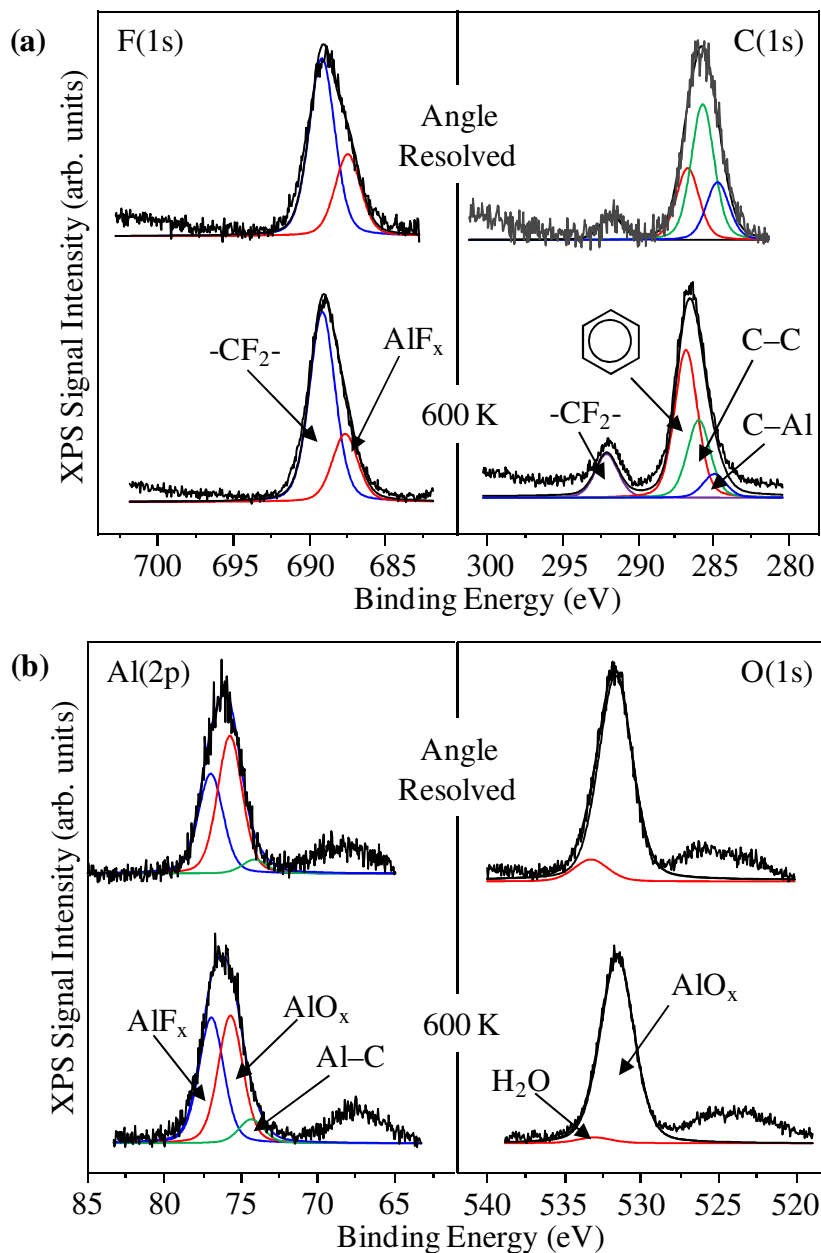 (a)
F(1s)
C(1s)
Angle
Resolved
-CF₂-
AlFₓ
600 K
-CF₂-
C–C
C–Al
XPS Signal Intensity (arb. units)
700 695 690 685 300 295 290 285 280
Binding Energy (eV)
(b)
Al(2p)
O(1s)
Angle
Resolved
AlFₓ
AlOₓ
Al–C
600 K
H₂O
AlOₓ
XPS Signal Intensity (arb. units)
85 80 75 70 65 540 535 530 525 520
Binding Energy (eV)